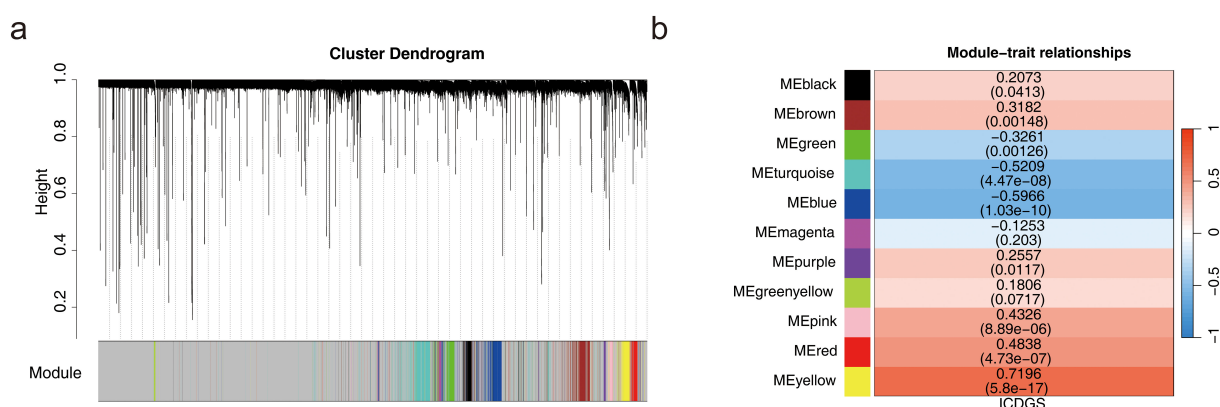 a
Cluster Dendrogram
Height
1.0
0.8
0.6
0.4
0.2
Module
b
Module−trait relationships
MEblack
0.2073
(0.0413)
MEbrown
0.3182
(0.00148)
MEgreen
−0.3261
(0.00126)
MEturquoise
−0.5209
(4.47e−08)
MEblue
−0.5966
(1.03e−10)
MEmagenta
−0.1253
(0.203)
MEpurple
0.2557
(0.0117)
MEgreenyellow
0.1806
(0.0717)
MEpink
0.4326
(8.89e−06)
MEred
0.4838
(4.73e−07)
MEyellow
0.7196
(5.8e−17)
ICDGS
1
0.5
0
−0.5
−1